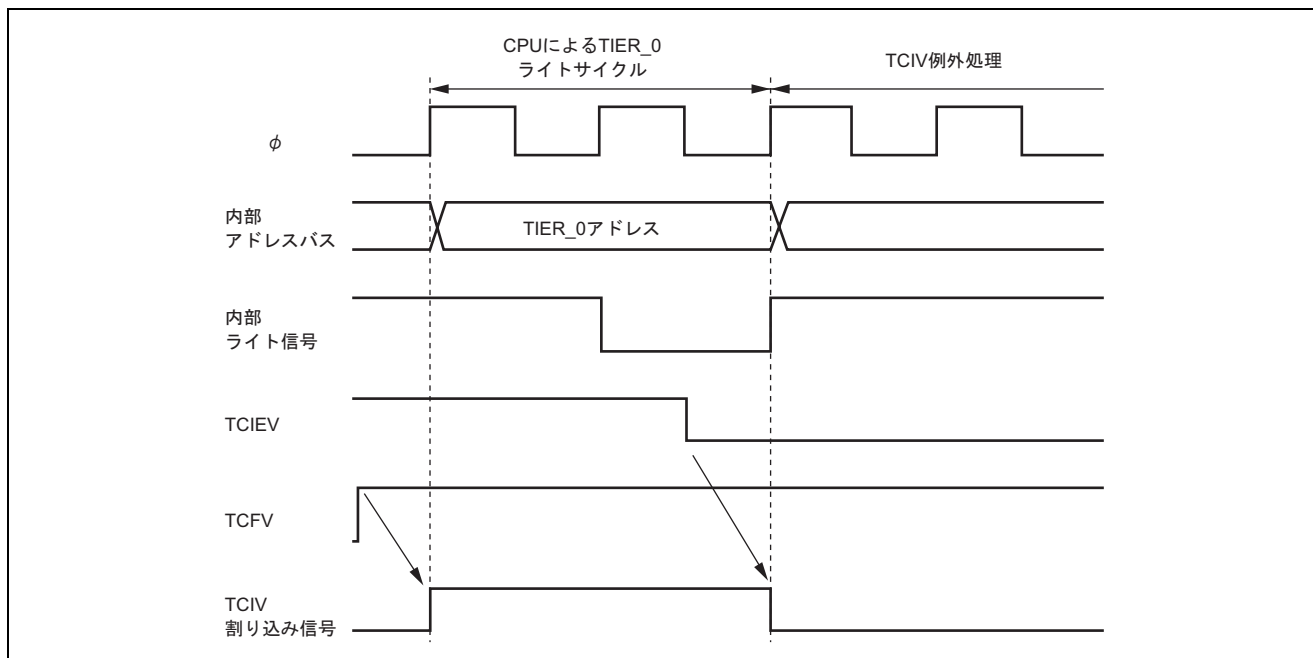 CPUによるTIER_0
ライトサイクル
TCIV例外処理
φ
内部
アドレスバス
TIER_0アドレス
内部
ライト信号
TCIEV
TCFV
TCIV
割り込み信号